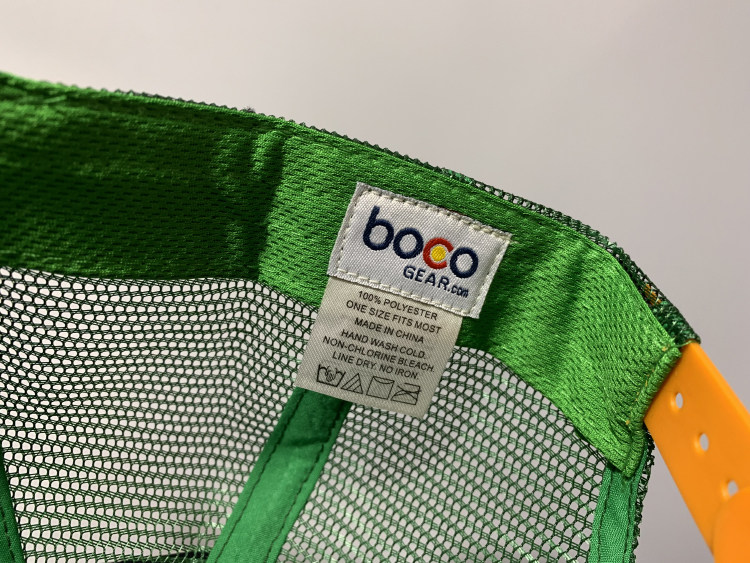 boco
GEAR.com
100% POLYESTER
ONE SIZE FITS MOST
MADE IN CHINA
HAND WASH COLD.
NON-CHLORINE BLEACH.
LINE DRY. NO IRON